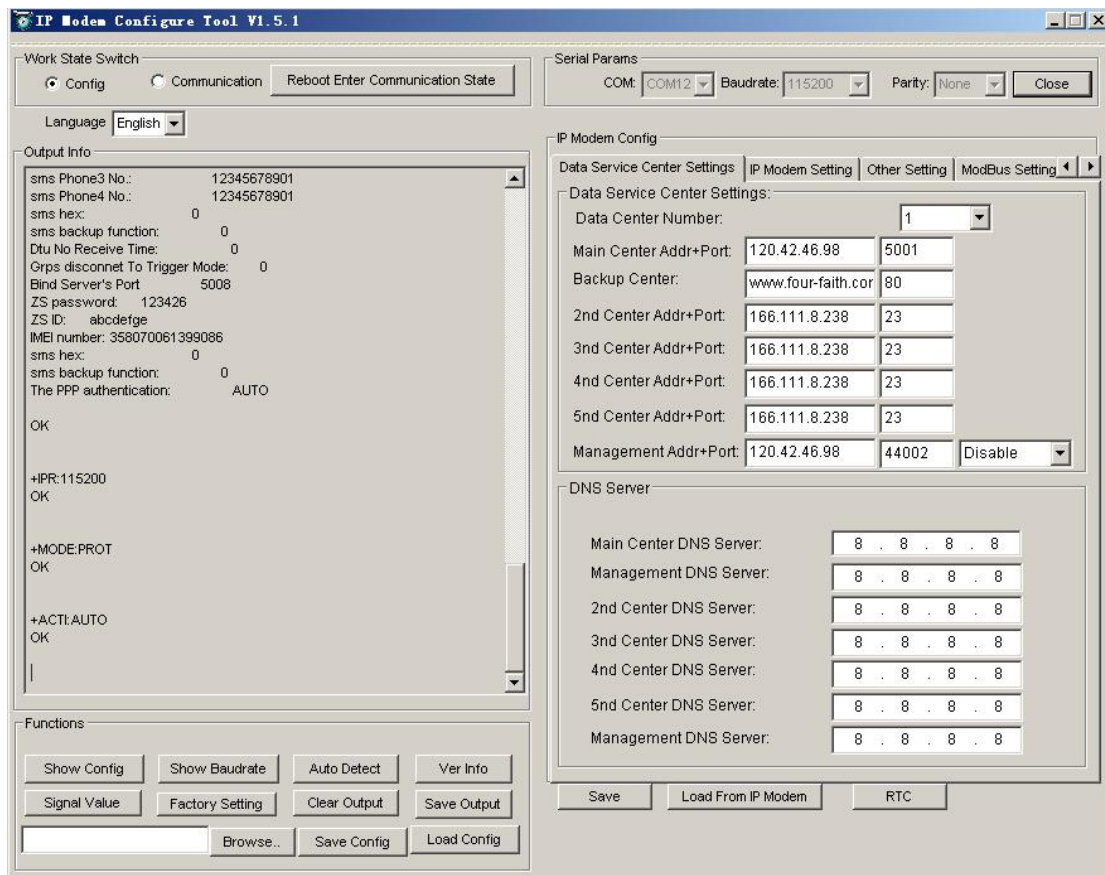 IP Modem Configure Tool V1.5.1
Work State Switch
Config
Communication
Reboot Enter Communication State
Serial Params
COM: COM12
Baudrate: 115200
Parity: None
Close
Language English
Output Info
sms Phone3 No.: 12345678901
sms Phone4 No.: 12345678901
sms hex: 0
sms backup function: 0
Dtu No Receive Time: 0
Grps disconnet To Trigger Mode: 0
Bind Server's Port 5008
ZS password: 123426
ZS ID: abcdefge
IMEI number: 358070061399086
sms hex: 0
sms backup function: 0
The PPP authentication: AUTO
OK
+IPR:115200
OK
+MODE:PROT
OK
+ACTI:AUTO
OK
Functions
Show Config
Show Baudrate
Auto Detect
Ver Info
Signal Value
Factory Setting
Clear Output
Save Output
Browse..
Save Config
Load Config
IP Modem Config
Data Service Center Settings
IP Modem Setting
Other Setting
ModBus Setting
Data Service Center Settings:
Data Center Number: 1
Main Center Addr+Port: 120.42.46.98 5001
Backup Center: www.four-faith.cor 80
2nd Center Addr+Port: 166.111.8.238 23
3nd Center Addr+Port: 166.111.8.238 23
4nd Center Addr+Port: 166.111.8.238 23
5nd Center Addr+Port: 166.111.8.238 23
Management Addr+Port: 120.42.46.98 44002 Disable
DNS Server
Main Center DNS Server: 8 . 8 . 8 . 8
Management DNS Server: 8 . 8 . 8 . 8
2nd Center DNS Server: 8 . 8 . 8 . 8
3nd Center DNS Server: 8 . 8 . 8 . 8
4nd Center DNS Server: 8 . 8 . 8 . 8
5nd Center DNS Server: 8 . 8 . 8 . 8
Management DNS Server: 8 . 8 . 8 . 8
Save
Load From IP Modem
RTC